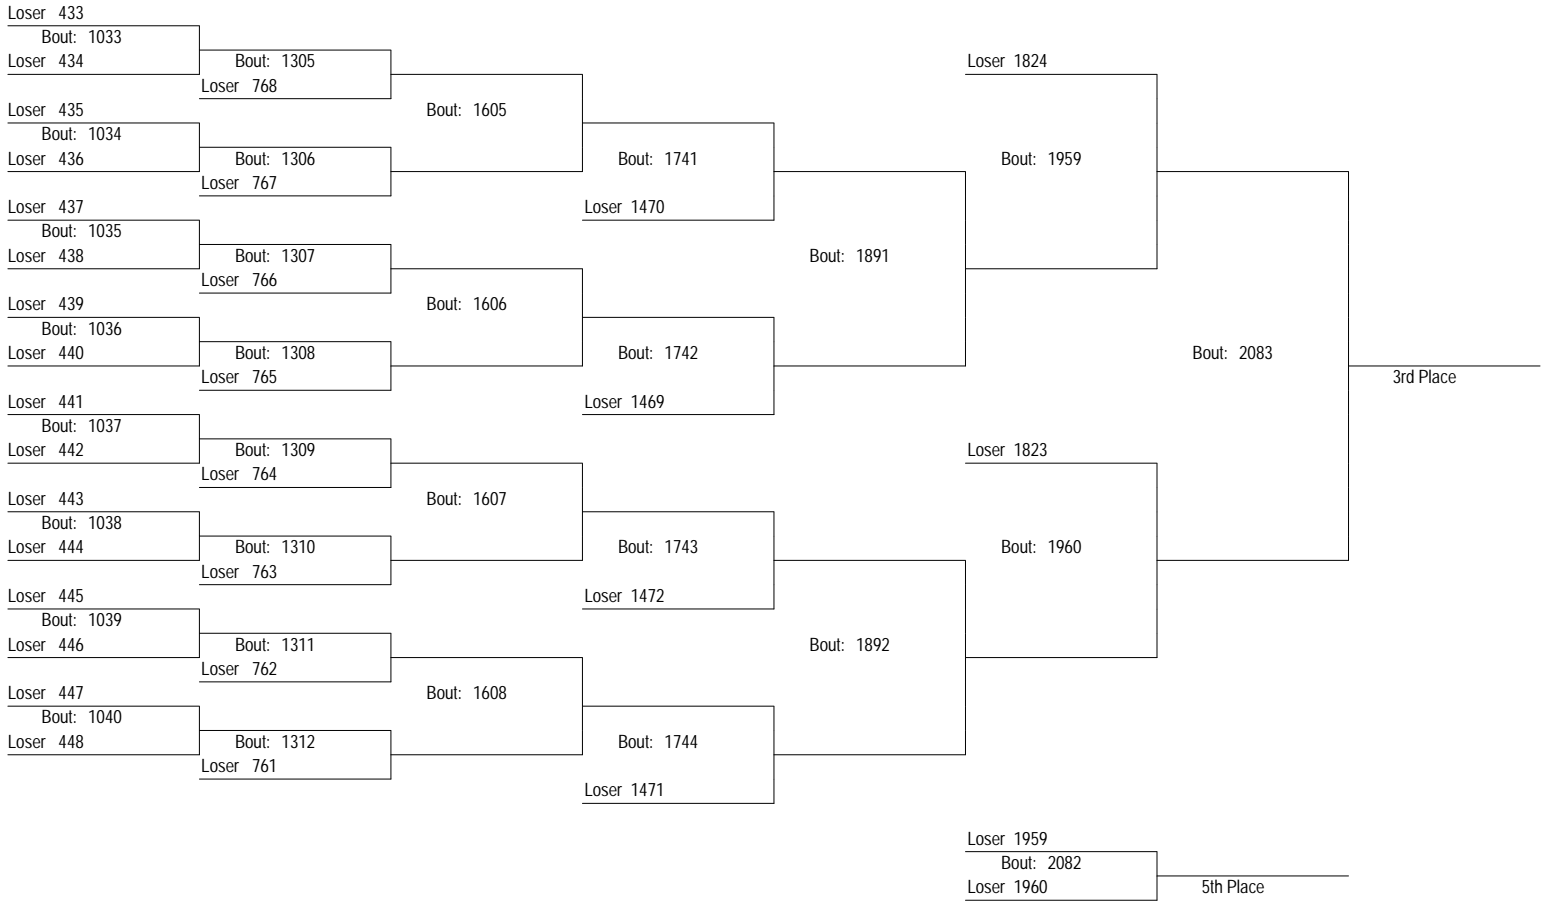 Loser 433
Bout: 1033
Loser 434
Bout: 1305
Loser 1824
Loser 768
Loser 435
Bout: 1605
Bout: 1034
Loser 436
Bout: 1306
Bout: 1741
Bout: 1959
Loser 767
Loser 437
Loser 1470
Bout: 1035
Loser 438
Bout: 1307
Bout: 1891
Loser 766
Loser 439
Bout: 1606
Bout: 1036
Loser 440
Bout: 1308
Bout: 1742
Bout: 2083
Loser 765
3rd Place
Loser 441
Loser 1469
Bout: 1037
Loser 442
Bout: 1309
Loser 1823
Loser 764
Loser 443
Bout: 1607
Bout: 1038
Loser 444
Bout: 1310
Bout: 1743
Bout: 1960
Loser 763
Loser 445
Loser 1472
Bout: 1039
Loser 446
Bout: 1311
Bout: 1892
Loser 762
Loser 447
Bout: 1608
Bout: 1040
Loser 448
Bout: 1312
Bout: 1744
Loser 761
Loser 1471
Loser 1959
Bout: 2082
Loser 1960
5th Place